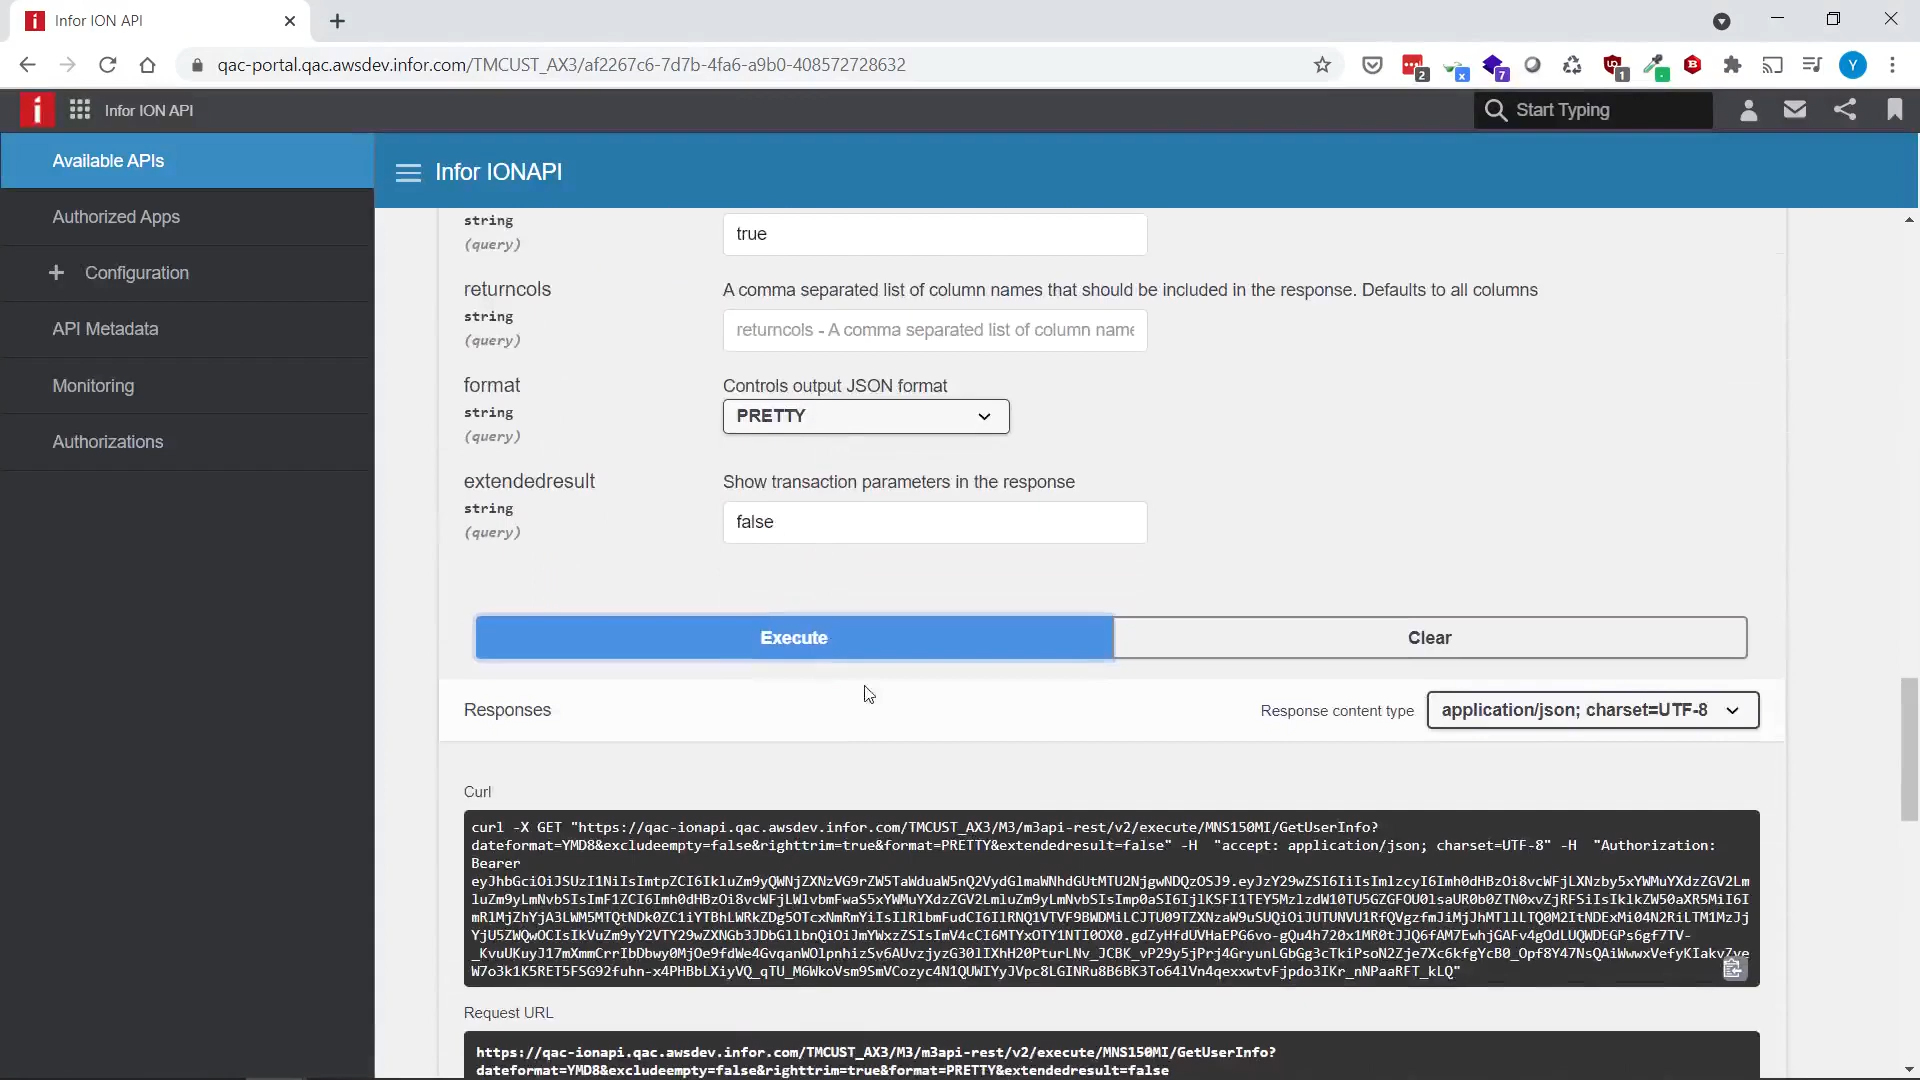 Infor ION API
qac-portal.qac.awsdev.infor.com/TMCUST_AX3/af2267c6-7d7b-4fa6-a9b0-408572728632
2
x
7
1
Y
Infor ION API
Start Typing
Available APIs
Authorized Apps
Configuration
API Metadata
Monitoring
Authorizations
Infor IONAPI
string
(query)
true
returncols
string
(query)
A comma separated list of column names that should be included in the response. Defaults to all columns
returncols - A comma separated list of column name
format
string
(query)
Controls output JSON format
PRETTY
extendedresult
string
(query)
Show transaction parameters in the response
false
Execute
Clear
Responses
Response content type
application/json; charset=UTF-8
Curl
curl -X GET "https://qac-ionapi.qac.awsdev.infor.com/TMCUST_AX3/M3/m3api-rest/v2/execute/MNS150MI/GetUserInfo?
dateformat=YMD8&excludeempty=false&righttrim=true&format=PRETTY&extendedresult=false" -H "accept: application/json; charset=UTF-8" -H "Authorization:
Bearer
Request URL
https://qac-ionapi.qac.awsdev.infor.com/TMCUST_AX3/M3/m3api-rest/v2/execute/MNS150MI/GetUserInfo?
dateformat=YMD8&excludeempty=false&righttrim=true&format=PRETTY&extendedresult=false